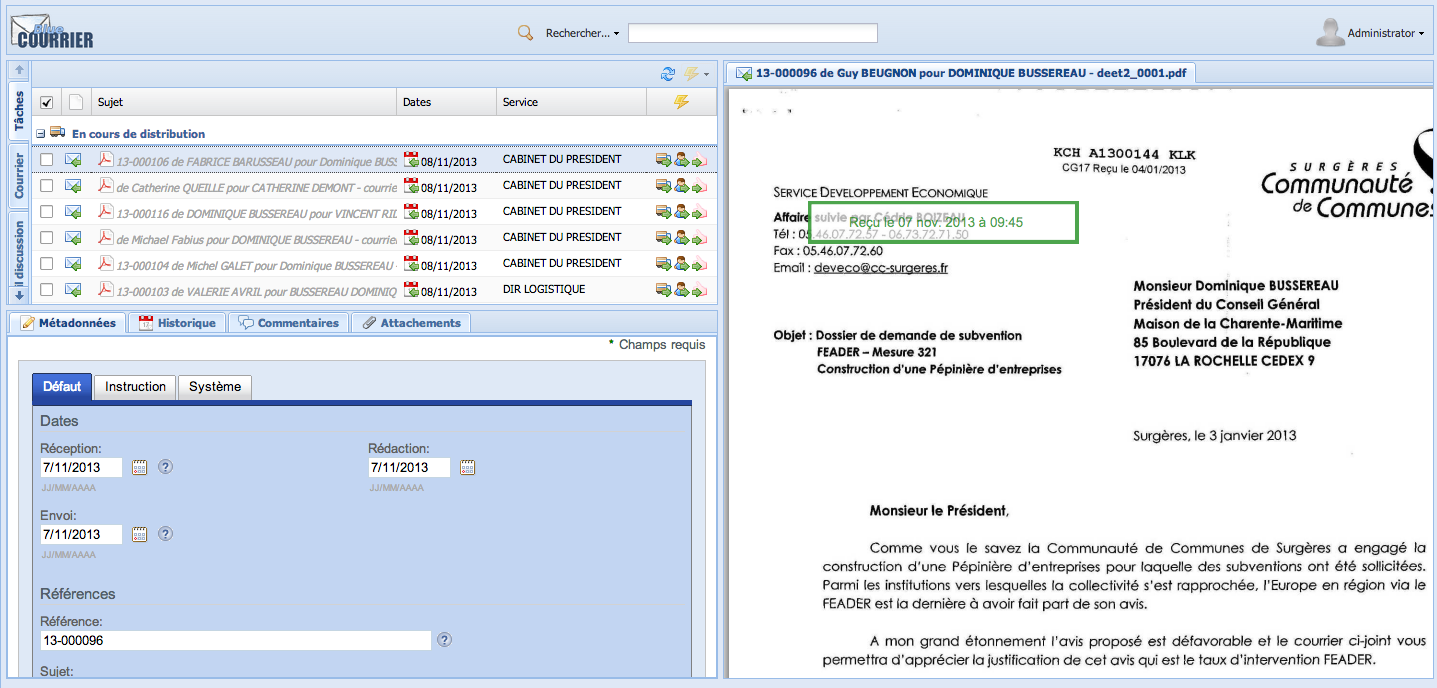 Blue
COURRIER
Rechercher...
Administrator
Tâches
Courrier
il discussion
Sujet
Dates
Service
En cours de distribution
13-000106 de FABRICE BARUSSEAU pour Dominique BUSS
08/11/2013
CABINET DU PRESIDENT
de Catherine QUEILLE pour CATHERINE DEMONT - courrie
08/11/2013
CABINET DU PRESIDENT
13-000116 de DOMINIQUE BUSSEREAU pour VINCENT RIL
08/11/2013
CABINET DU PRESIDENT
de Michael Fabius pour DOMINIQUE BUSSEREAU - courrie
08/11/2013
CABINET DU PRESIDENT
13-000104 de Michel GALET pour Dominique BUSSEREAU
08/11/2013
CABINET DU PRESIDENT
13-000103 de VALERIE AVRIL pour BUSSEREAU DOMINIQ
08/11/2013
DIR LOGISTIQUE
Métadonnées
Historique
Commentaires
Attachements
* Champs requis
Défaut
Instruction
Système
Dates
Réception:
Rédaction:
7/11/2013
7/11/2013
JJ/MM/AAAA
JJ/MM/AAAA
Envoi:
7/11/2013
JJ/MM/AAAA
Références
Référence:
13-000096
Sujet:
13-000096 de Guy BEUGNON pour DOMINIQUE BUSSEREAU - deet2_0001.pdf
KCH A1300144 KLK
CG17 Reçu le 04/01/2013
SURGÈRES
Communauté
de Communes
SERVICE DEVELOPPEMENT ECONOMIQUE
Affaire suivie par Cédric BOIZEAU
Reçu le 07 nov. 2013 à 09:45
Tél : 05.46.07.72.57 - 06.73.72.71.50
Fax : 05.46.07.72.60
Email : deveco@cc-surgeres.fr
Monsieur Dominique BUSSEREAU
Président du Conseil Général
Maison de la Charente-Maritime
85 Boulevard de la République
17076 LA ROCHELLE CEDEX 9
Objet : Dossier de demande de subvention
FEADER – Mesure 321
Construction d'une Pépinière d'entreprises
Surgères, le 3 janvier 2013
Monsieur le Président,
Comme vous le savez la Communauté de Communes de Surgères a engagé la
construction d'une Pépinière d'entreprises pour laquelle des subventions ont été sollicitées.
Parmi les institutions vers lesquelles la collectivité s'est rapprochée, l'Europe en région via le
FEADER est la dernière à avoir fait part de son avis.
A mon grand étonnement l'avis proposé est défavorable et le courrier ci-joint vous
permettra d'apprécier la justification de cet avis qui est le taux d'intervention FEADER.